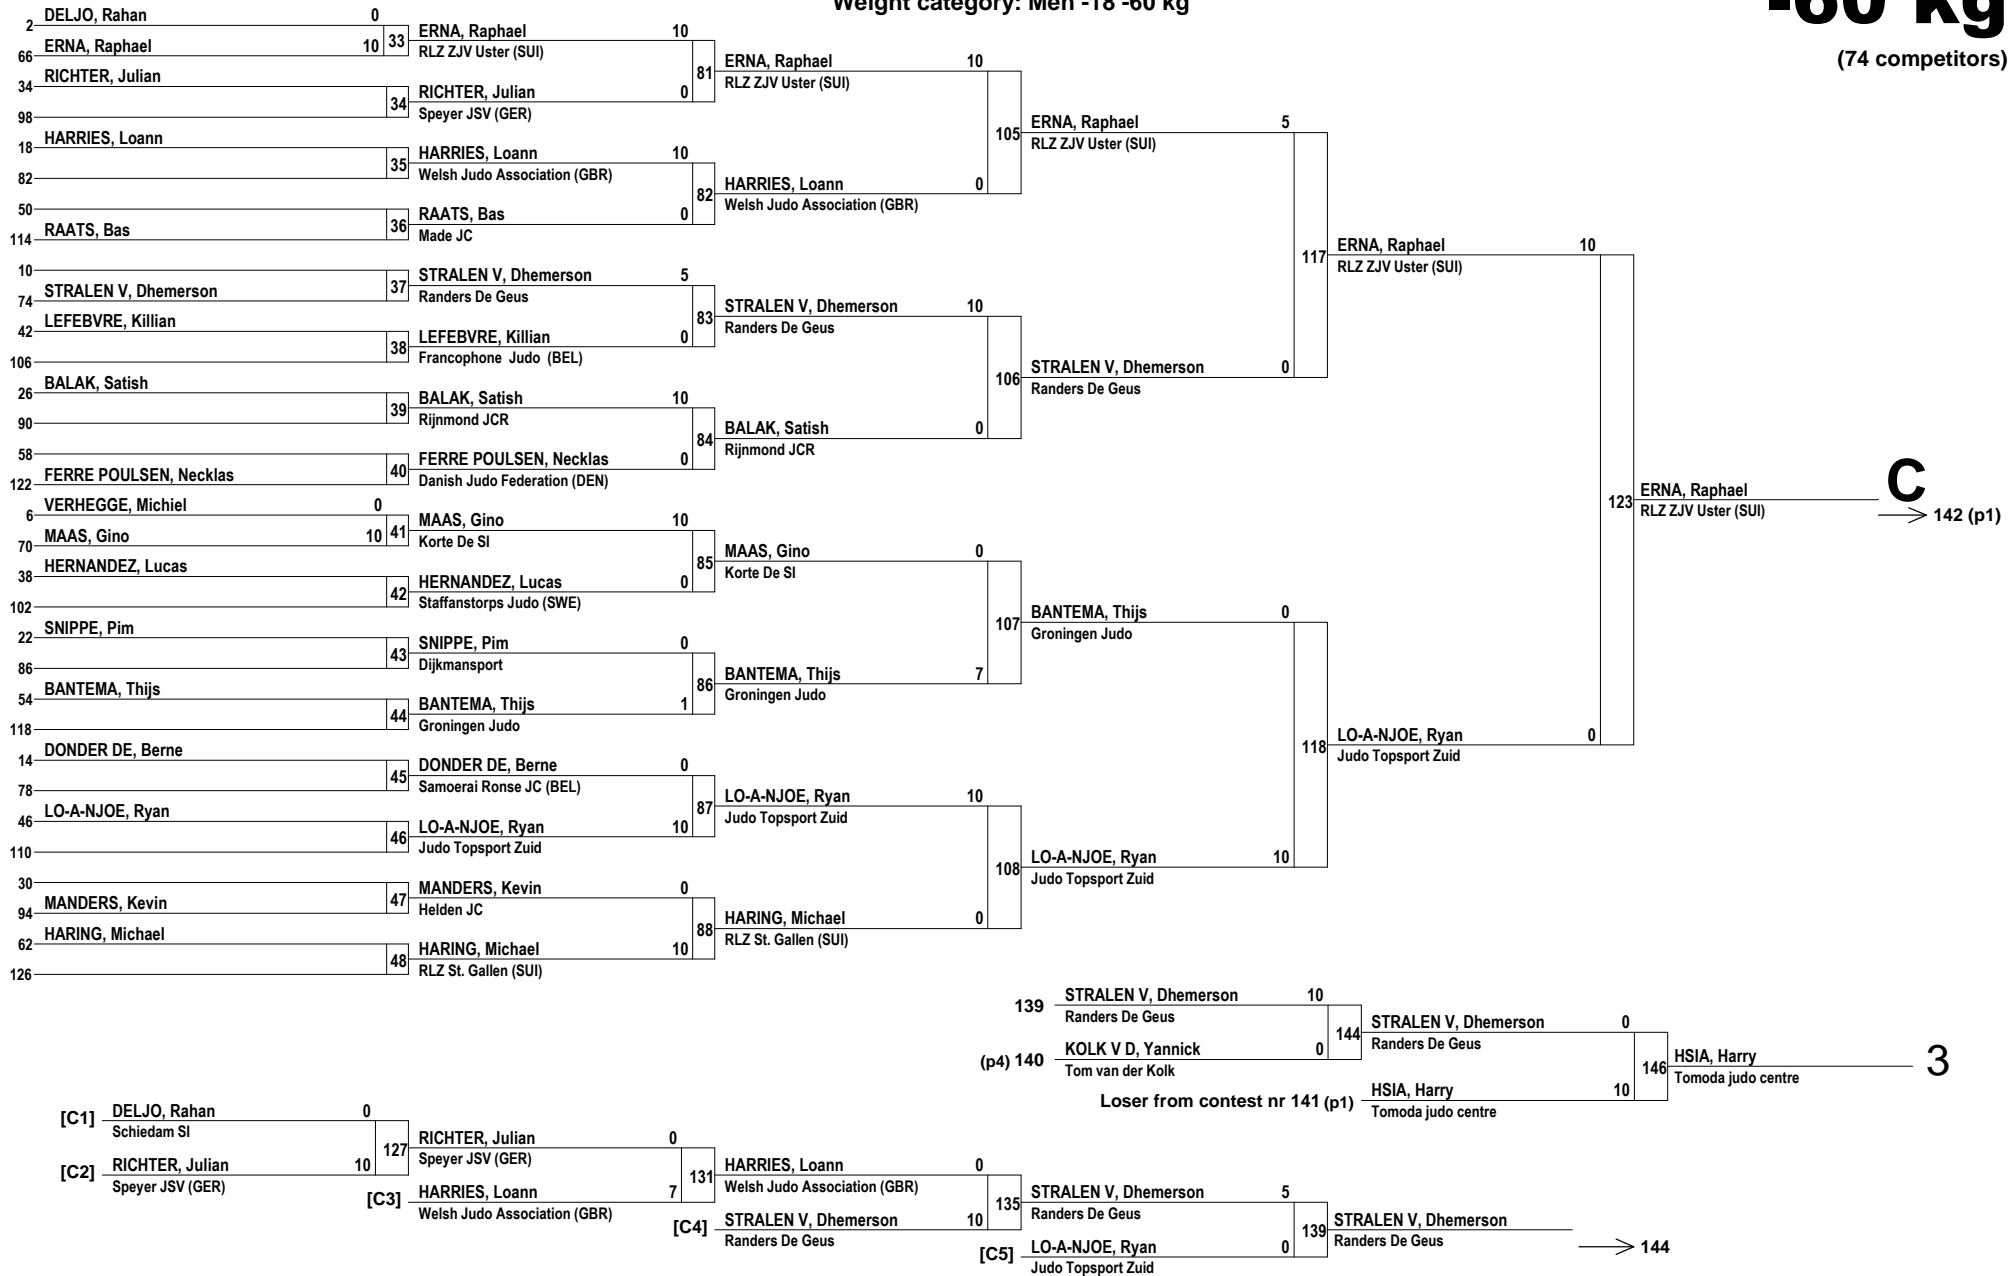 Weight category: Men -18 -60 kg
-60 kg
(74 competitors)
2 DELJO, Rahan 0
66 ERNA, Raphael 10
33
34 RICHTER, Julian
98
34
18 HARRIES, Loann
82
35
50
114 RAATS, Bas
36
10
74 STRALEN V, Dhemerson
37
42 LEFEBVRE, Killian
106
38
26 BALAK, Satish
90
39
58
122 FERRE POULSEN, Necklas
40
6 VERHEGGE, Michiel 0
70 MAAS, Gino 10
41
38 HERNANDEZ, Lucas
102
42
22 SNIPPE, Pim
86
43
54 BANTEMA, Thijs
118
44
14 DONDER DE, Berne
78
45
46 LO-A-NJOE, Ryan
110
46
30
94 MANDERS, Kevin
47
62 HARING, Michael
126
48
ERNA, Raphael 10
RLZ ZJV Uster (SUI)
81
RICHTER, Julian 0
Speyer JSV (GER)
HARRIES, Loann 10
Welsh Judo Association (GBR)
82
RAATS, Bas 0
Made JC
STRALEN V, Dhemerson 5
Randers De Geus
83
LEFEBVRE, Killian 0
Francophone Judo (BEL)
BALAK, Satish 10
Rijnmond JCR
84
FERRE POULSEN, Necklas 0
Danish Judo Federation (DEN)
MAAS, Gino 10
Korte De SI
85
HERNANDEZ, Lucas 0
Staffanstorps Judo (SWE)
SNIPPE, Pim 0
Dijkmansport
86
BANTEMA, Thijs 1
Groningen Judo
DONDER DE, Berne 0
Samoerai Ronse JC (BEL)
87
LO-A-NJOE, Ryan 10
Judo Topsport Zuid
MANDERS, Kevin 0
Helden JC
88
HARING, Michael 10
RLZ St. Gallen (SUI)
ERNA, Raphael 10
RLZ ZJV Uster (SUI)
105
HARRIES, Loann 0
Welsh Judo Association (GBR)
STRALEN V, Dhemerson 10
Randers De Geus
106
BALAK, Satish 0
Rijnmond JCR
MAAS, Gino 0
Korte De SI
107
BANTEMA, Thijs 7
Groningen Judo
LO-A-NJOE, Ryan 10
Judo Topsport Zuid
108
HARING, Michael 0
RLZ St. Gallen (SUI)
ERNA, Raphael 5
RLZ ZJV Uster (SUI)
117
STRALEN V, Dhemerson 0
Randers De Geus
BANTEMA, Thijs 0
Groningen Judo
118
LO-A-NJOE, Ryan 10
Judo Topsport Zuid
ERNA, Raphael 10
RLZ ZJV Uster (SUI)
123
LO-A-NJOE, Ryan 0
Judo Topsport Zuid
ERNA, Raphael
RLZ ZJV Uster (SUI)
C
142 (p1)
139 STRALEN V, Dhemerson 10
Randers De Geus
144
(p4) 140 KOLK V D, Yannick 0
Tom van der Kolk
STRALEN V, Dhemerson 0
Randers De Geus
146
Loser from contest nr 141 (p1) HSIA, Harry 10
Tomoda judo centre
HSIA, Harry
Tomoda judo centre
3
[C1] DELJO, Rahan 0
Schiedam SI
127
[C2] RICHTER, Julian 10
Speyer JSV (GER)
RICHTER, Julian 0
Speyer JSV (GER)
131
[C3] HARRIES, Loann 7
Welsh Judo Association (GBR)
HARRIES, Loann 0
Welsh Judo Association (GBR)
135
[C4] STRALEN V, Dhemerson 10
Randers De Geus
STRALEN V, Dhemerson 5
Randers De Geus
139
[C5] LO-A-NJOE, Ryan 0
Judo Topsport Zuid
STRALEN V, Dhemerson
Randers De Geus
144